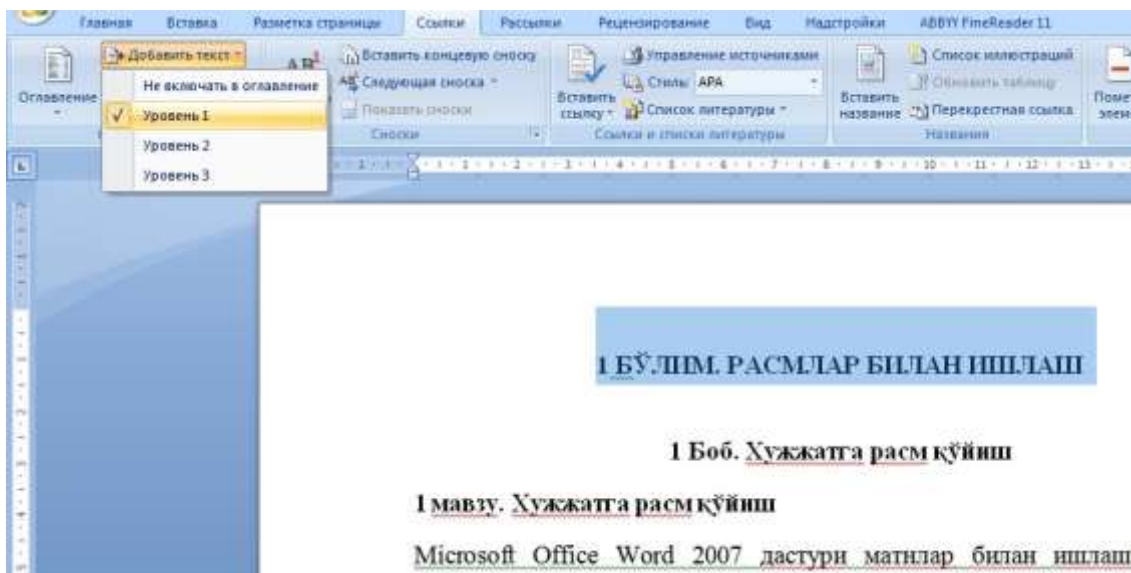 Главная Вставка Разметка страницы Ссылки Рассылки Рецензирование Вид Надстройки ABBYY FineReader 11
Оглавление
Добавить текст
Не включать в оглавление
Уровень 1
Уровень 2
Уровень 3
AB¹
Вставить концевую сноску
Следующая сноска
Показать сноски
Сноски
Вставить ссылку
Управление источниками
Стиль: APA
Список литературы
Ссылки и списки литературы
Вставить название
Список иллюстраций
Обновить таблицу
Перекрестная ссылка
Названия
1 БЎЛИМ. РАСМЛАР БИЛАН ИШЛАШ
1 Боб. Хужжатга расм қўйиш
1 мавзу. Хужжатга расм қўйиш
Microsoft Office Word 2007 дастури матнлар билан ишлаш